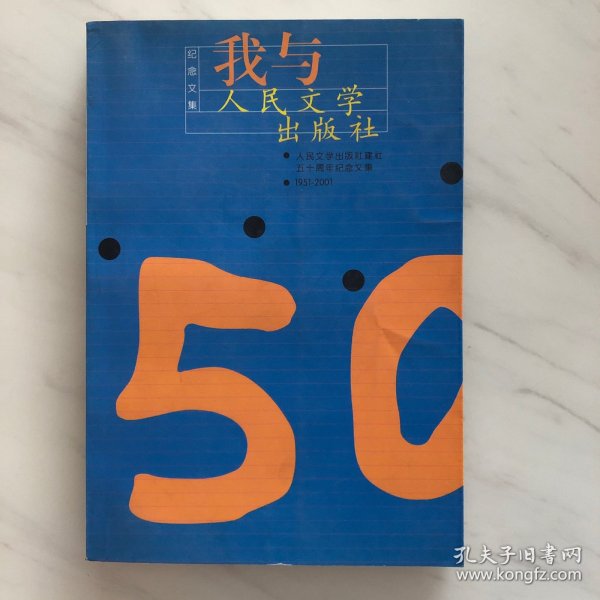 纪念文集
我与
人民文学
出版社
人民文学出版社建社
五十周年纪念文集
1951-2001
50
孔夫子旧書网
www.kongfz.com